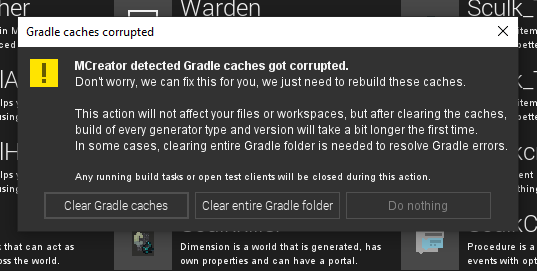 her
Warden
Sculk_
Gradle caches corrupted
MCreator detected Gradle caches got corrupted.
Don't worry, we can fix this for you, we just need to rebuild these caches.
This action will not affect your files or workspaces, but after clearing the caches,
build of every generator type and version will take a bit longer the first time.
In some cases, clearing entire Gradle folder is needed to resolve Gradle errors.
Any running build tasks or open test clients will be closed during this action.
Clear Gradle caches
Clear entire Gradle folder
Do nothing
k that can act as
oss the world.
Dimension is a world that is generated, has
own properties and can have a portal.
SculkC
Procedure is a
events with opt